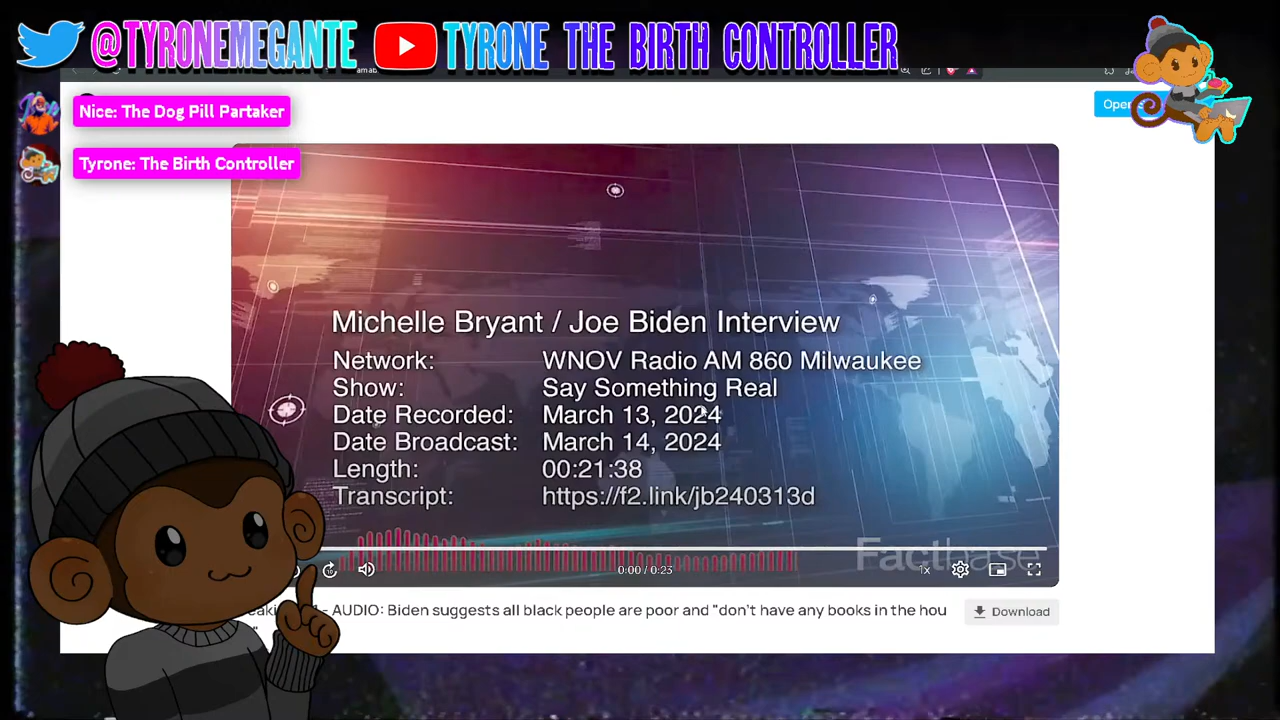 @TYRONEMEGANTE TYRONE THE BIRTH CONTROLLER
Nice: The Dog Pill Partaker
Open
Tyrone: The Birth Controller
Michelle Bryant / Joe Biden Interview
Network: WNOV Radio AM 860 Milwaukee
Show: Say Something Real
Date Recorded: March 13, 2024
Date Broadcast: March 14, 2024
Length: 00:21:38
Transcript: https://f2.link/jb240313d
Factbase
0:00 / 0:23 1x
- AUDIO: Biden suggests all black people are poor and "don't have any books in the hou
Download